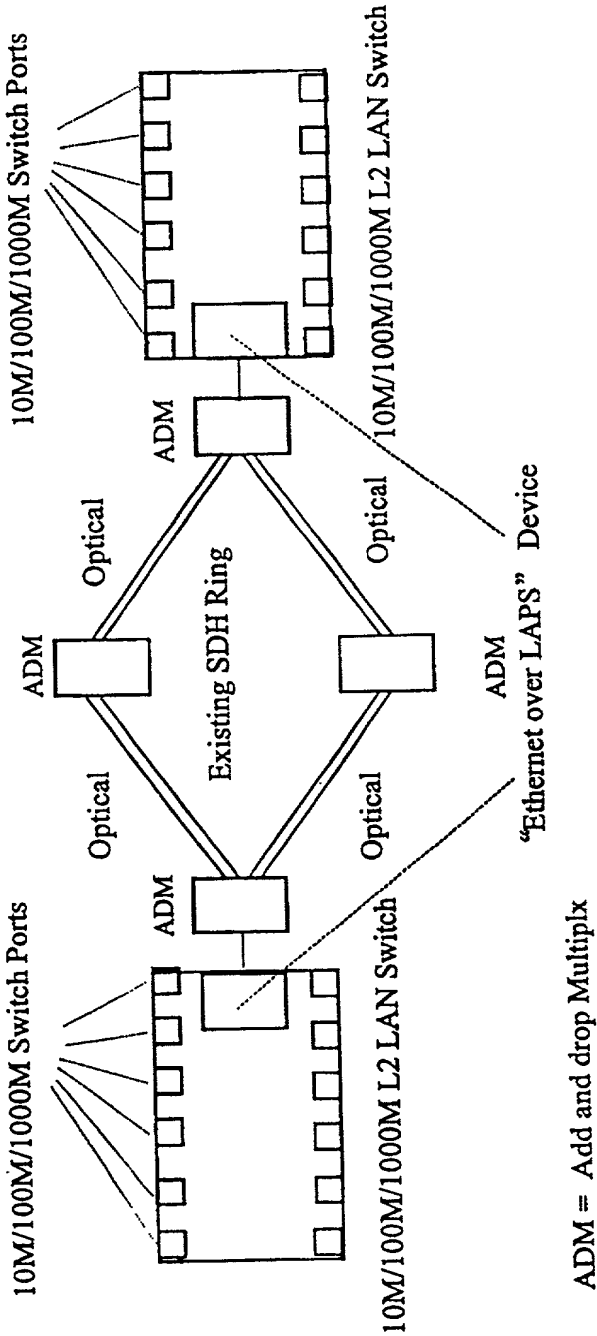 10M/100M/1000M Switch Ports
10M/100M/1000M Switch Ports
ADM
Optical
Optical
ADM
ADM
Existing SDH Ring
Optical
Optical
10M/100M/1000M L2 LAN Switch
10M/100M/1000M L2 LAN Switch
ADM
“Ethernet over LAPS” Device
ADM = Add and drop Multiplx